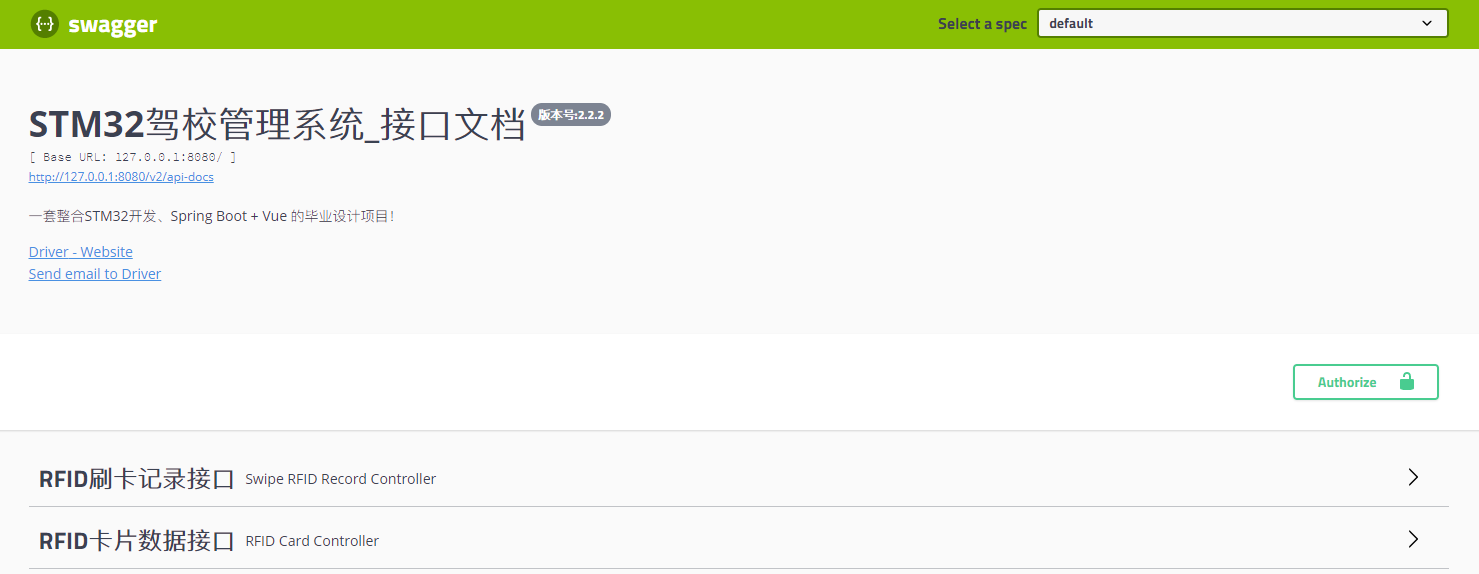 swagger
Select a spec
default
STM32驾校管理系统_接口文档
版本号:2.2.2
[ Base URL: 127.0.0.1:8080/ ]
http://127.0.0.1:8080/v2/api-docs
一套整合STM32开发、Spring Boot + Vue 的毕业设计项目！
Driver - Website
Send email to Driver
Authorize
RFID刷卡记录接口 Swipe RFID Record Controller
RFID卡片数据接口 RFID Card Controller